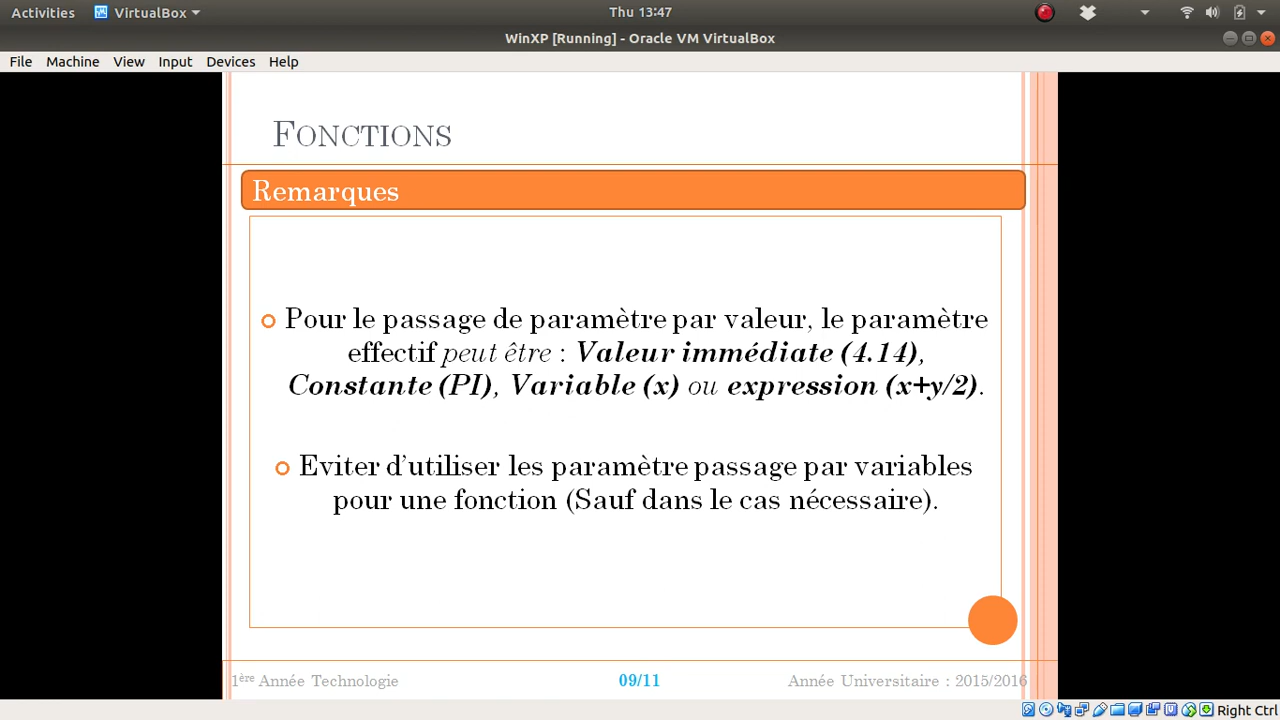 Activities VirtualBox Thu 13:47
WinXP [Running] - Oracle VM VirtualBox
File Machine View Input Devices Help
FONCTIONS
Remarques
Pour le passage de paramètre par valeur, le paramètre
effectif peut être : Valeur immédiate (4.14),
Constante (PI), Variable (x) ou expression (x+y/2).
Eviter d'utiliser les paramètre passage par variables
pour une fonction (Sauf dans le cas nécessaire).
1ère Année Technologie 09/11 Année Universitaire : 2015/2016
Right Ctrl